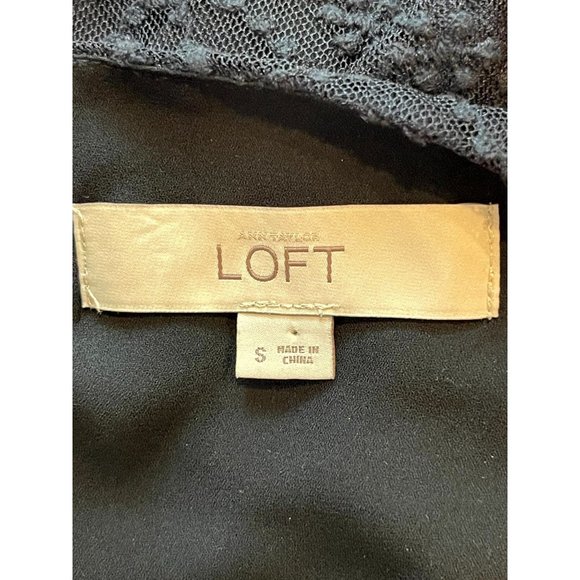 ANN TAYLOR
LOFT
S MADE IN
CHINA